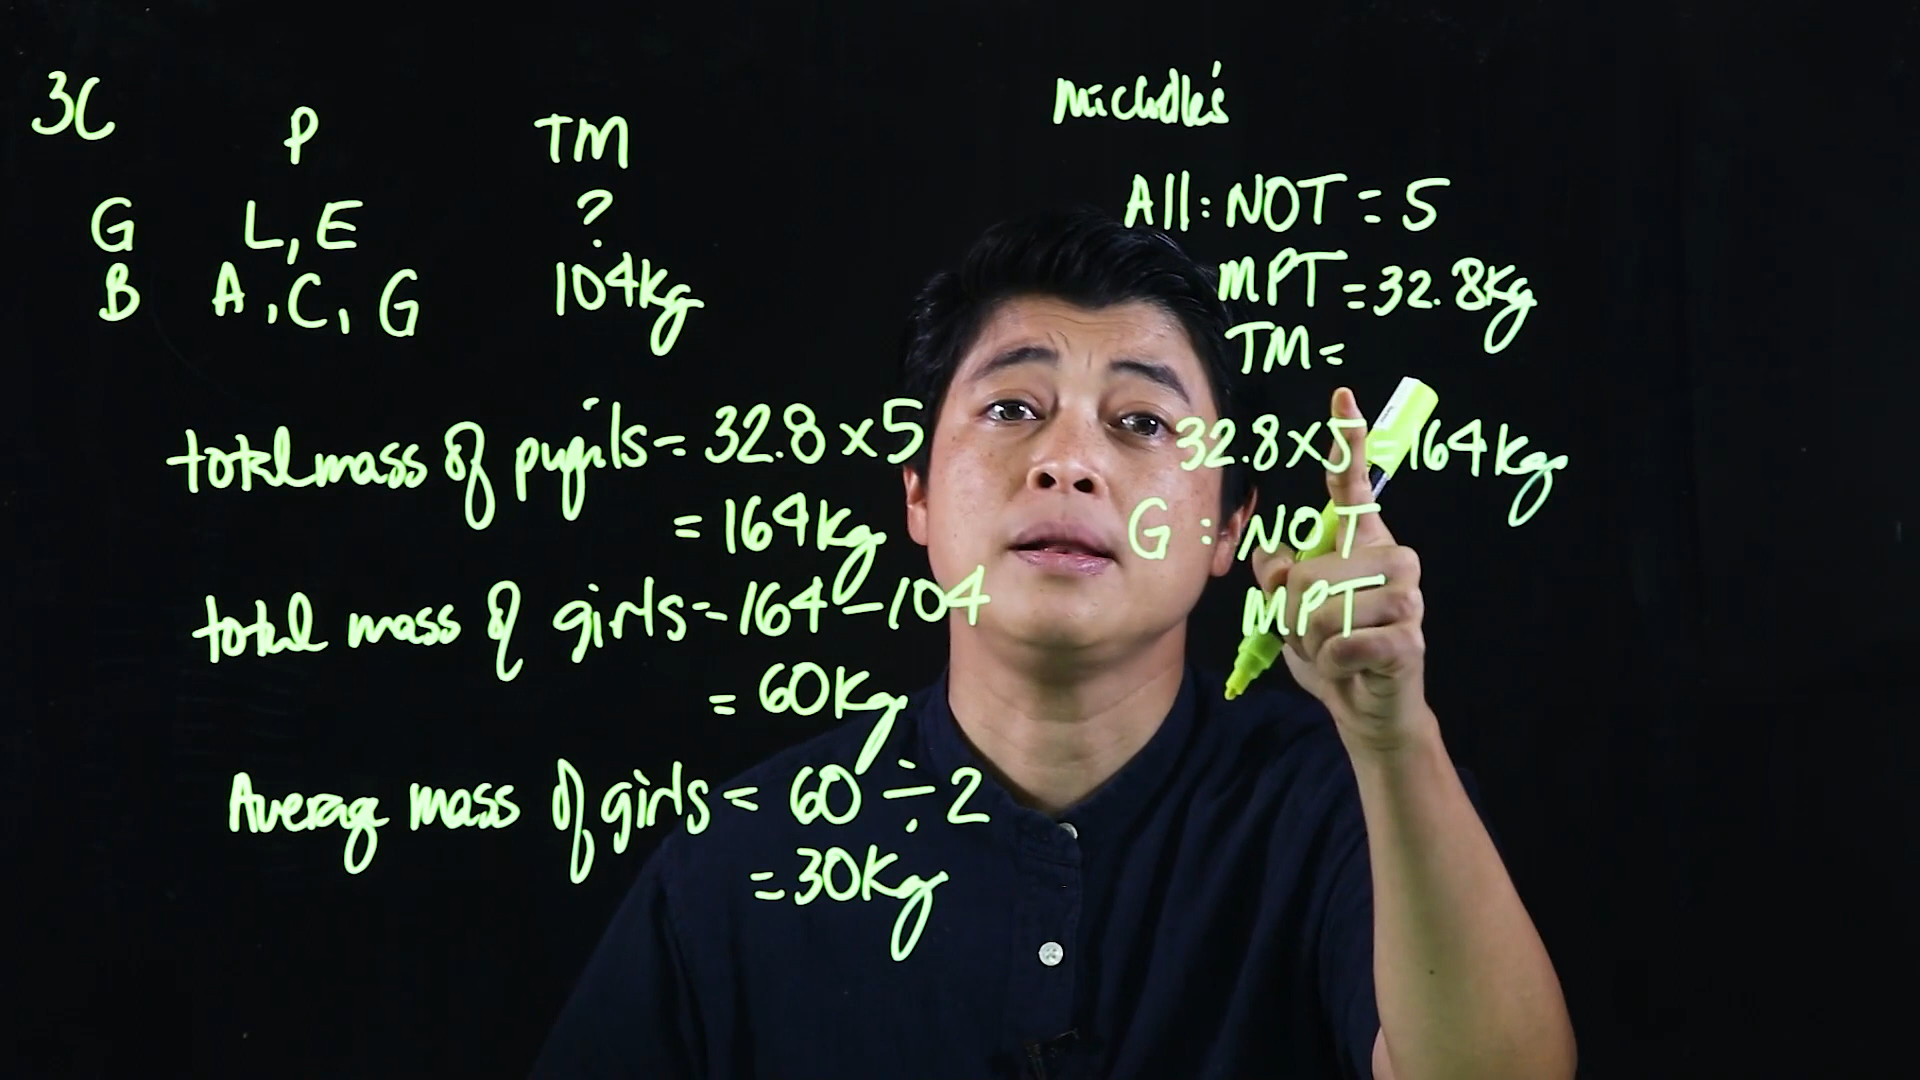 3C
P TM
G L, E ?
B A, C, G 104kg
total mass of pupils = 32.8 x 5
= 164kg
total mass of girls = 164 - 104
= 60kg
Average mass of girls = 60 ÷ 2
= 30kg
Michelle's
All: NOT = 5
MPT = 32.8kg
TM =
32.8 x 5 = 164kg
G : NOT
MPT